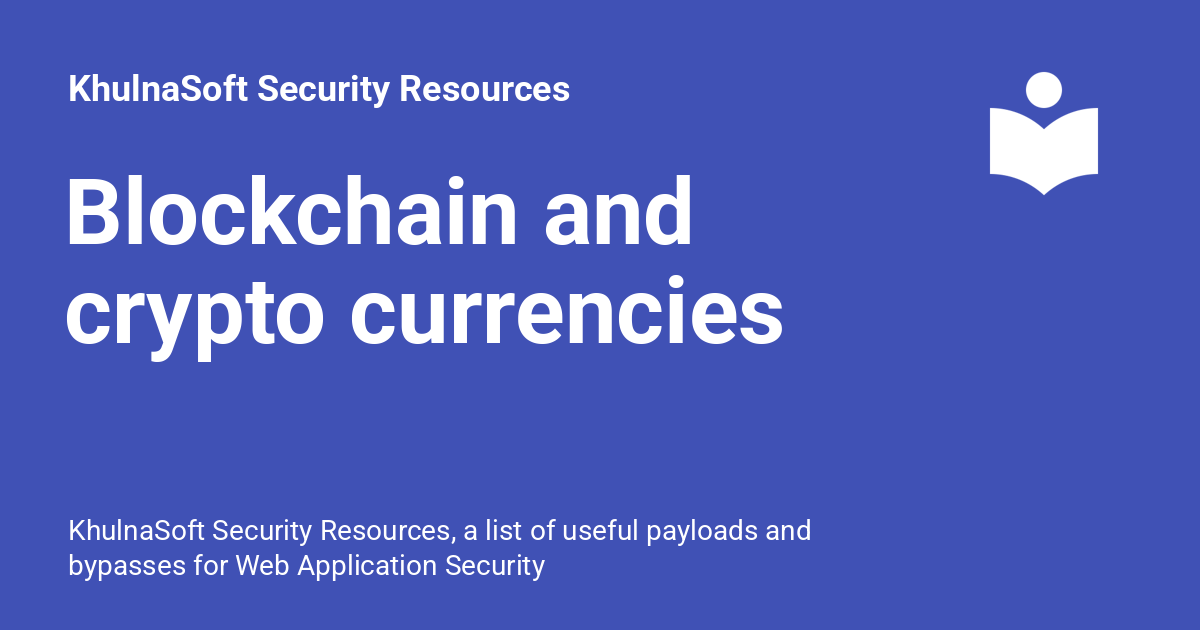 KhulnaSoft Security Resources
Blockchain and
crypto currencies
KhulnaSoft Security Resources, a list of useful payloads and
bypasses for Web Application Security